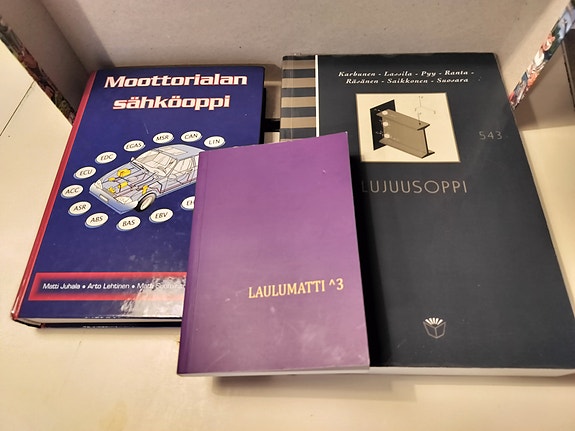 Moottorialan
sähköoppi
MSR
CAN
LIN
EGAS
EDC
ECU
ACC
ASR
ABS
BAS
EBV
Matti Juhala • Arto Lehtinen •
Karhunen - Lassila - Pyy - Ranta -
Räsänen - Saikkonen - Suosara
543
LUJUUSOPPI
LAULUMATTI ^3